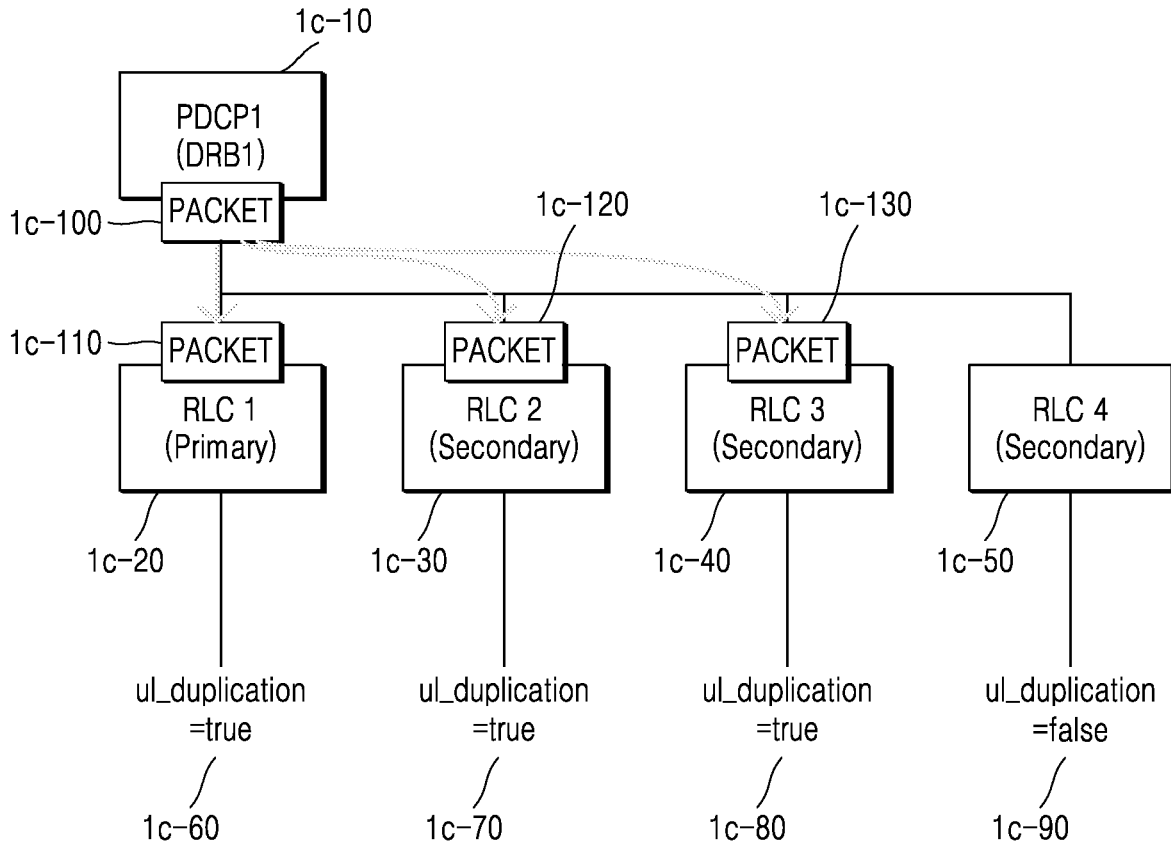 1c-10
PDCP1
(DRB1)
PACKET
1c-100
1c-120
1c-130
1c-110
PACKET
PACKET
PACKET
RLC 1
(Primary)
RLC 2
(Secondary)
RLC 3
(Secondary)
RLC 4
(Secondary)
1c-20
1c-30
1c-40
1c-50
ul_duplication
=true
ul_duplication
=true
ul_duplication
=true
ul_duplication
=false
1c-60
1c-70
1c-80
1c-90